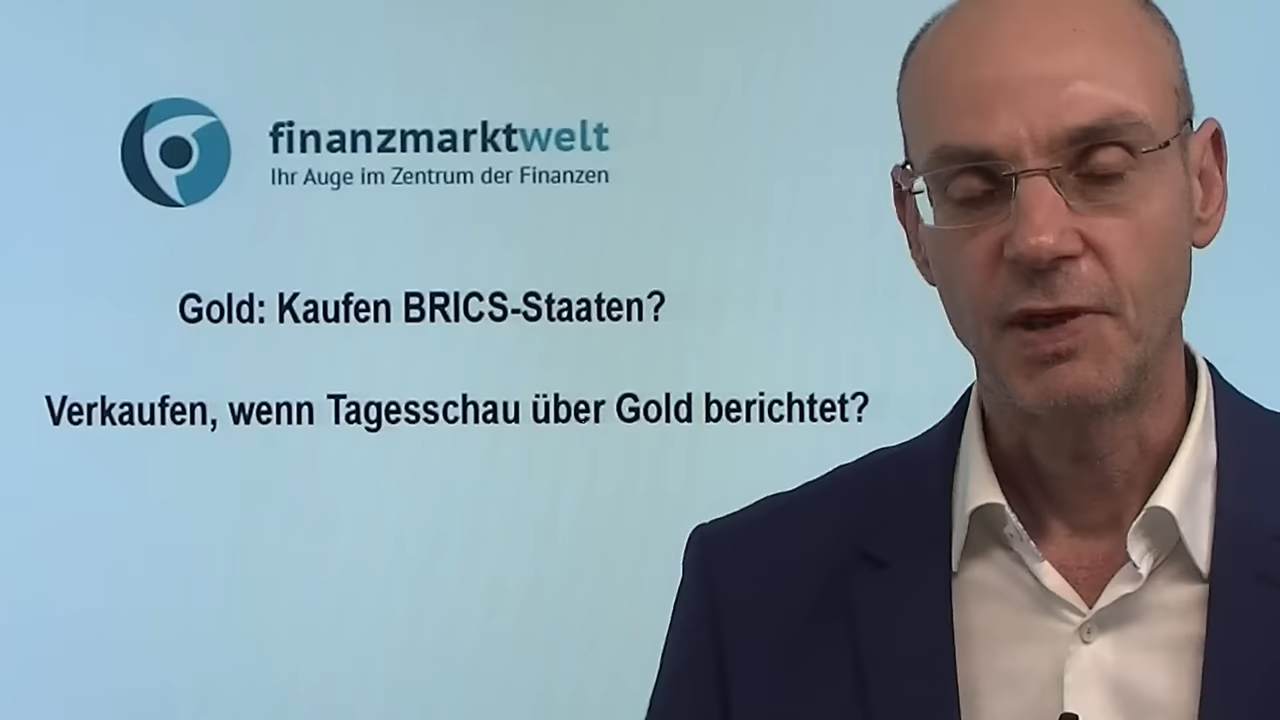 finanzmarktwelt
Ihr Auge im Zentrum der Finanzen
Gold: Kaufen BRICS-Staaten?
Verkaufen, wenn Tagesschau über Gold berichtet?